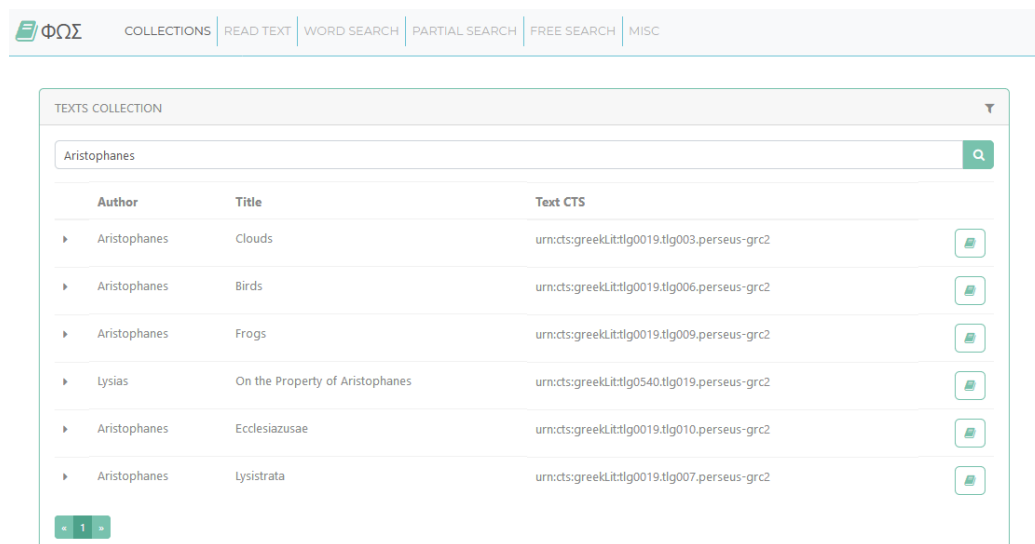 ΦΩΣ COLLECTIONS READ TEXT WORD SEARCH PARTIAL SEARCH FREE SEARCH MISC
TEXTS COLLECTION
Aristophanes
Author Title Text CTS
Aristophanes Clouds urn:cts:greekLit:tlg0019.tlg003.perseus-grc2
Aristophanes Birds urn:cts:greekLit:tlg0019.tlg006.perseus-grc2
Aristophanes Frogs urn:cts:greekLit:tlg0019.tlg009.perseus-grc2
Lysias On the Property of Aristophanes urn:cts:greekLit:tlg0540.tlg019.perseus-grc2
Aristophanes Ecclesiazusae urn:cts:greekLit:tlg0019.tlg010.perseus-grc2
Aristophanes Lysistrata urn:cts:greekLit:tlg0019.tlg007.perseus-grc2
« 1 »